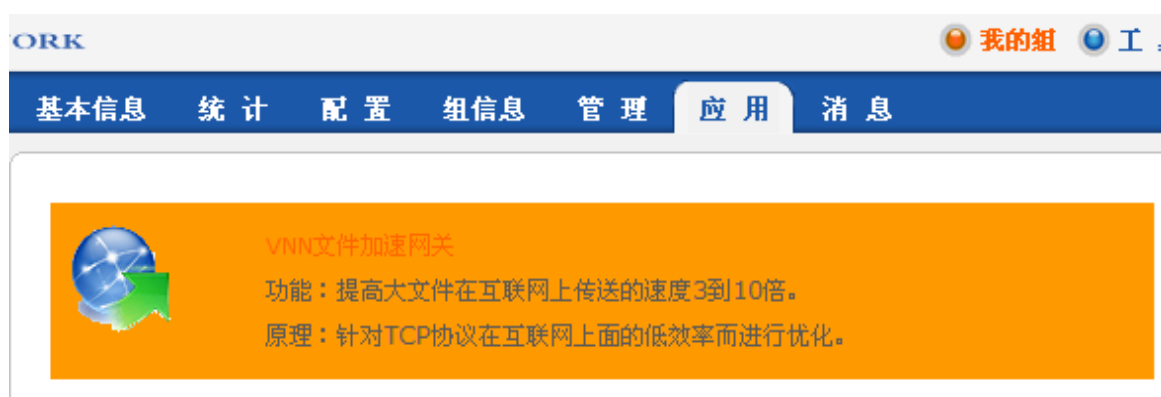 ORK
我的组 工
基本信息 统 计 配 置 组信息 管 理 应 用 消 息
VNN文件加速网关
功能：提高大文件在互联网上传送的速度3到10倍。
原理：针对TCP协议在互联网上面的低效率而进行优化。